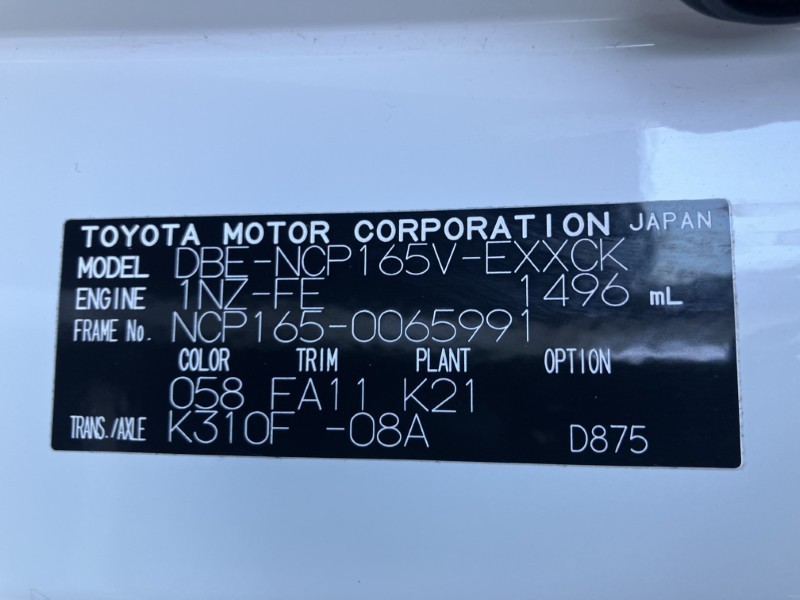 TOYOTA MOTOR CORPORATION JAPAN
MODEL DBE-NCP165V-EXXCK
ENGINE 1NZ-FE 1496 mL
FRAME No. NCP165-0065991
COLOR TRIM PLANT OPTION
058 FA11 K21
TRANS./AXLE K310F -08A D875